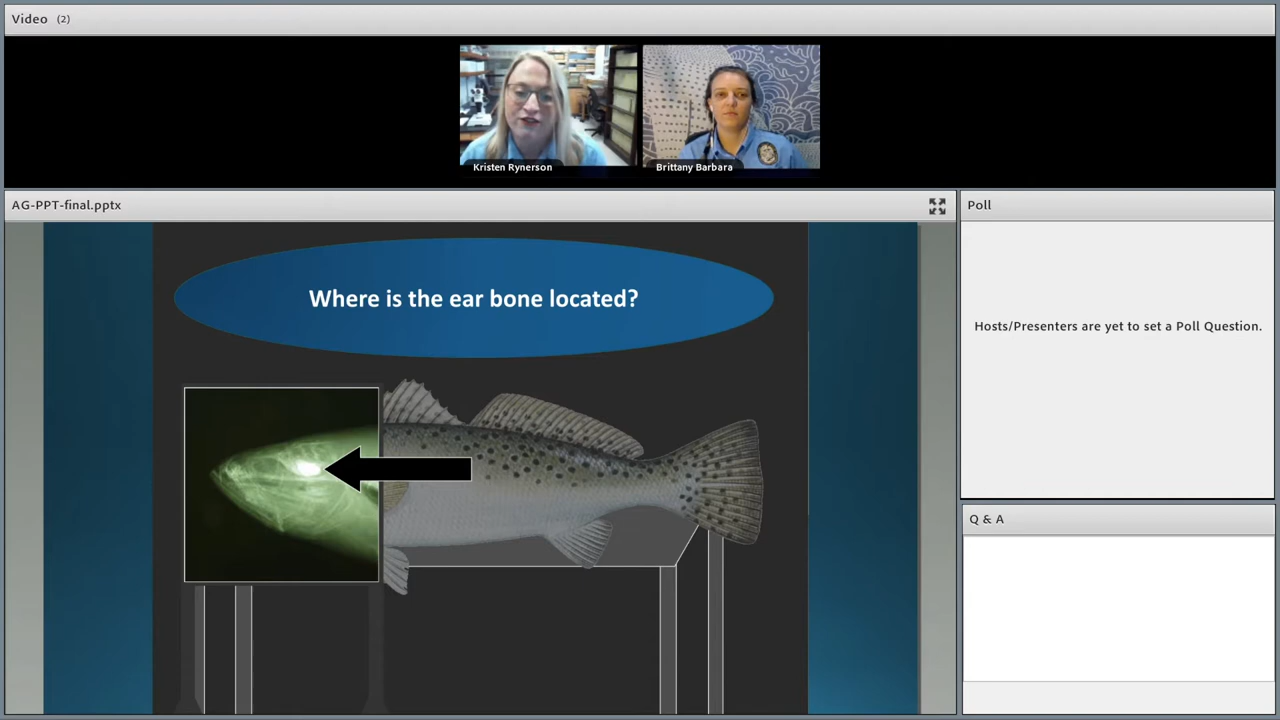 Video (2)
Kristen Rynerson
Brittany Barbara
AG-PPT-final.pptx
Where is the ear bone located?
Poll
Hosts/Presenters are yet to set a Poll Question.
Q & A